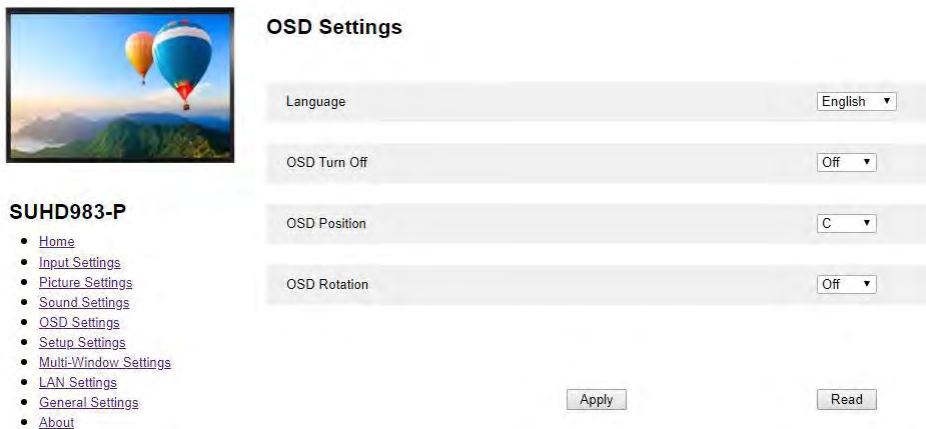 OSD Settings
Language
English
OSD Turn Off
Off
OSD Position
C
OSD Rotation
Off
Apply
Read
SUHD983-P
Home
Input Settings
Picture Settings
Sound Settings
OSD Settings
Setup Settings
Multi-Window Settings
LAN Settings
General Settings
About